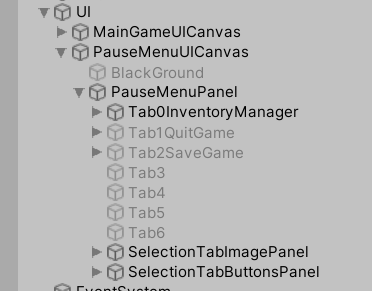 UI
MainGameUICanvas
PauseMenuUICanvas
BlackGround
PauseMenuPanel
Tab0InventoryManager
Tab1QuitGame
Tab2SaveGame
Tab3
Tab4
Tab5
Tab6
SelectionTabImagePanel
SelectionTabButtonsPanel
EventSystem